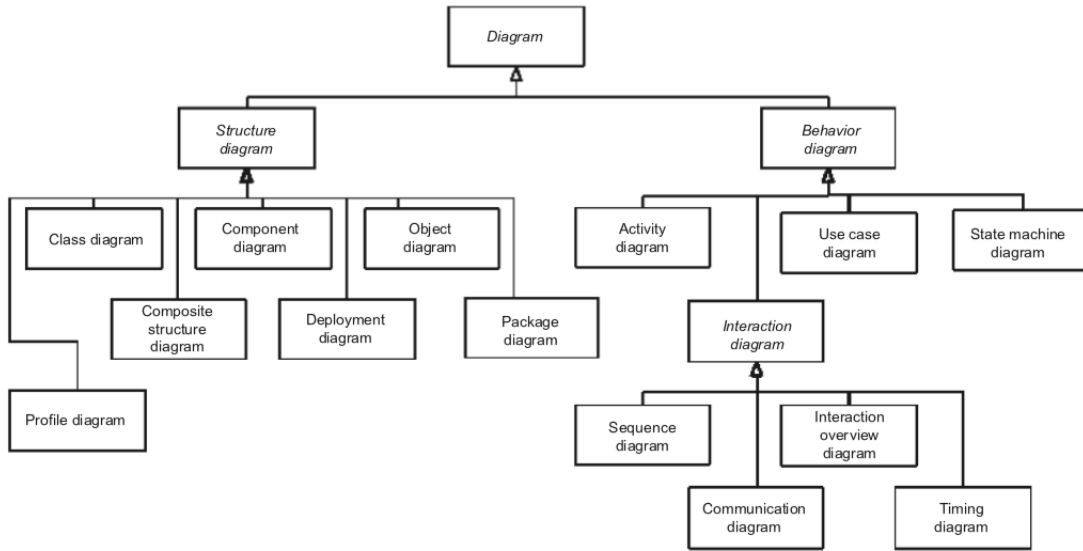 Diagram
Structure
diagram
Behavior
diagram
Class diagram
Component
diagram
Object
diagram
Activity
diagram
Use case
diagram
State machine
diagram
Composite
structure
diagram
Deployment
diagram
Package
diagram
Interaction
diagram
Profile diagram
Sequence
diagram
Interaction
overview
diagram
Communication
diagram
Timing
diagram